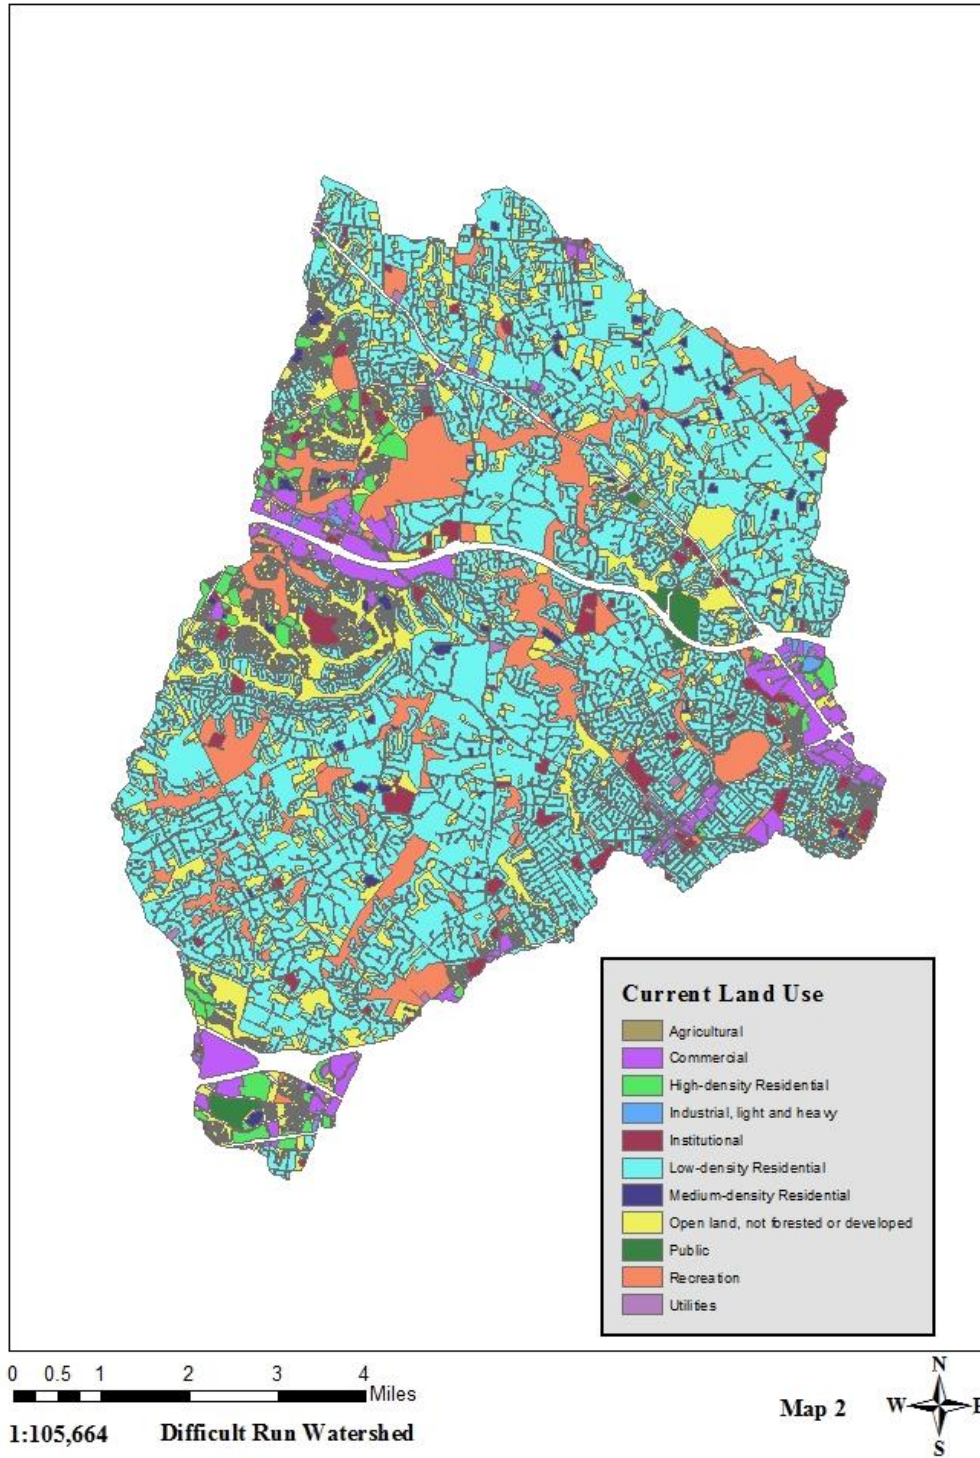 Current Land Use
Agricultural
Commercial
High-density Residential
Industrial, light and heavy
Institutional
Low-density Residential
Medium-density Residential
Open land, not forested or developed
Public
Recreation
Utilities
0 0.5 1 2 3 4
Miles
1:105,664 Difficult Run Watershed
Map 2
N
W E
S